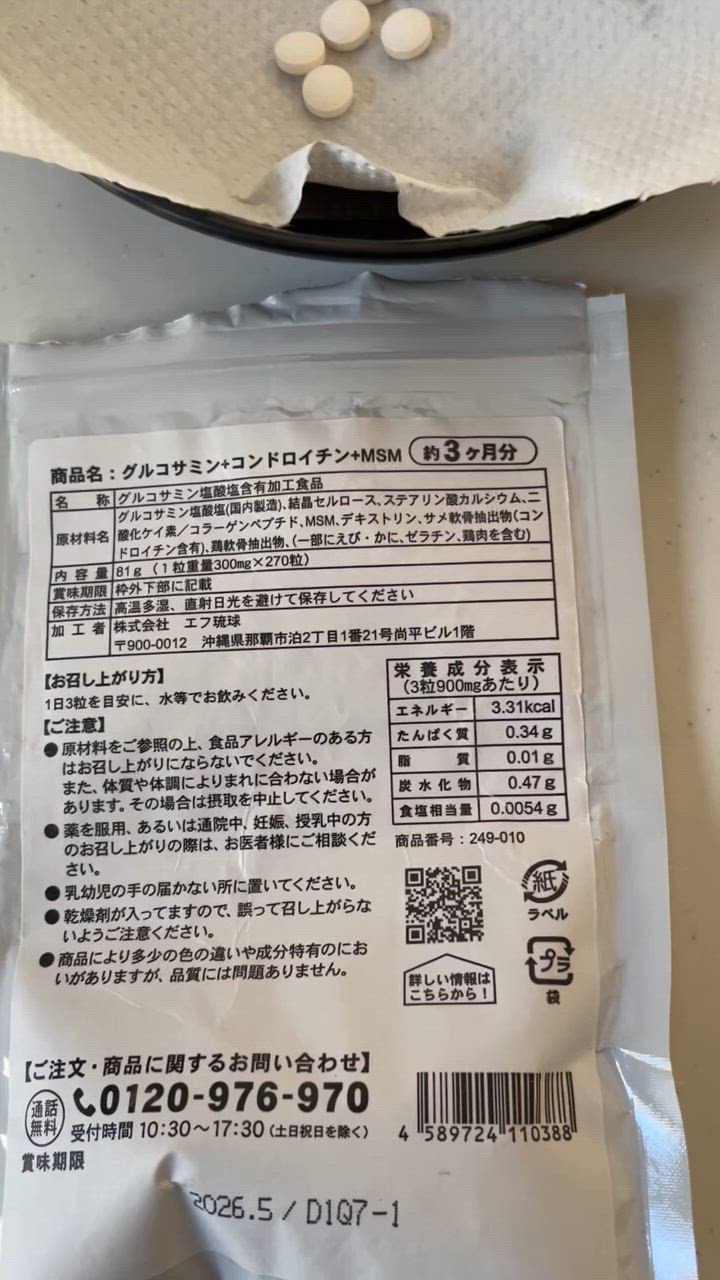 商品名：グルコサミン+コンドロイチン+MSM 約3ヶ月分
名称 グルコサミン塩酸塩含有加工食品
原材料名 グルコサミン塩酸塩(国内製造)、結晶セルロース、ステアリン酸カルシウム、二
酸化ケイ素／コラーゲンペプチド、MSM、デキストリン、サメ軟骨抽出物(コン
ドロイチン含有)、鶏軟骨抽出物、(一部にえび・かに、ゼラチン、鶏肉を含む)
内容量 81g（1粒重量300mg×270粒）
賞味期限 枠外下部に記載
保存方法 高温多湿、直射日光を避けて保存してください
加工者 株式会社 エフ琉球
〒900-0012 沖縄県那覇市泊2丁目1番21号尚平ビル1階
【お召し上がり方】
1日3粒を目安に、水等でお飲みください。
【ご注意】
●原材料をご参照の上、食品アレルギーのある方
はお召し上がりにならないでください。
また、体質や体調によりまれに合わない場合が
あります。その場合は摂取を中止してください。
●薬を服用、あるいは通院中、妊娠、授乳中の方
のお召し上がりの際は、お医者様にご相談くだ
さい。
●乳幼児の手の届かない所に置いてください。
●乾燥剤が入ってますので、誤って召し上がらな
いようご注意ください。
●商品により多少の色の違いや成分特有のにお
いがありますが、品質には問題ありません。
栄養成分表示
(3粒900mgあたり)
エネルギー 3.31kcal
たんぱく質 0.34g
脂質 0.01g
炭水化物 0.47g
食塩相当量 0.0054g
商品番号：249-010
紙
ラベル
詳しい情報は
こちらから！
プラ
袋
【ご注文・商品に関するお問い合わせ】
通話
無料
0120-976-970
受付時間 10:30～17:30（土日祝日を除く）
4 589724 110388
賞味期限
2026.5 / D1Q7-1